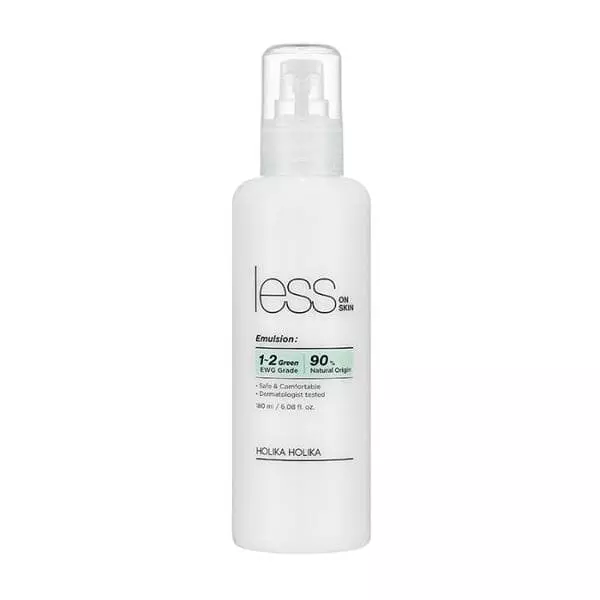 less ON
SKIN
Emulsion:
1~2 Green 90%
EWG Grade Natural Origin
• Safe & Comfortable
• Dermatologist tested
180 ml / 6.08 fl. oz.
HOLIKA HOLIKA